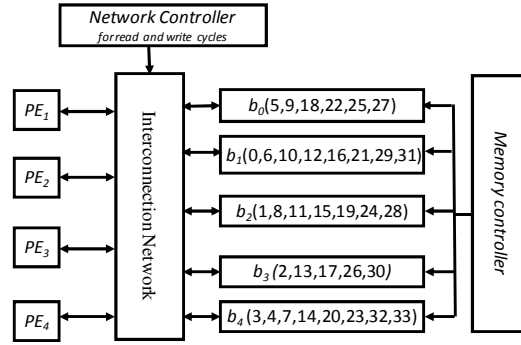 Network Controller
for read and write cycles
PE1
PE2
PE3
PE4
Interconnection Network
b0(5,9,18,22,25,27)
b1(0,6,10,12,16,21,29,31)
b2(1,8,11,15,19,24,28)
b3(2,13,17,26,30)
b4(3,4,7,14,20,23,32,33)
Memory controller